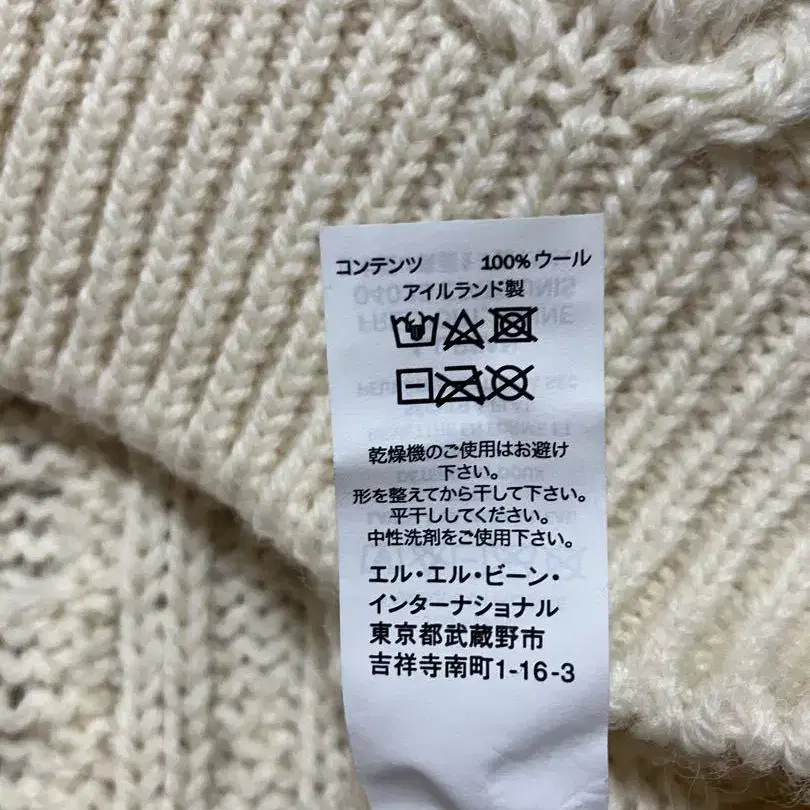 コンテンツ 100% ウール
アイルランド製
乾燥機のご使用はお避け
下さい。
形を整えてから干して下さい。
平干ししてください。
中性洗剤をご使用下さい。
エル・エル・ビーン・
インターナショナル
東京都武蔵野市
吉祥寺南町1-16-3